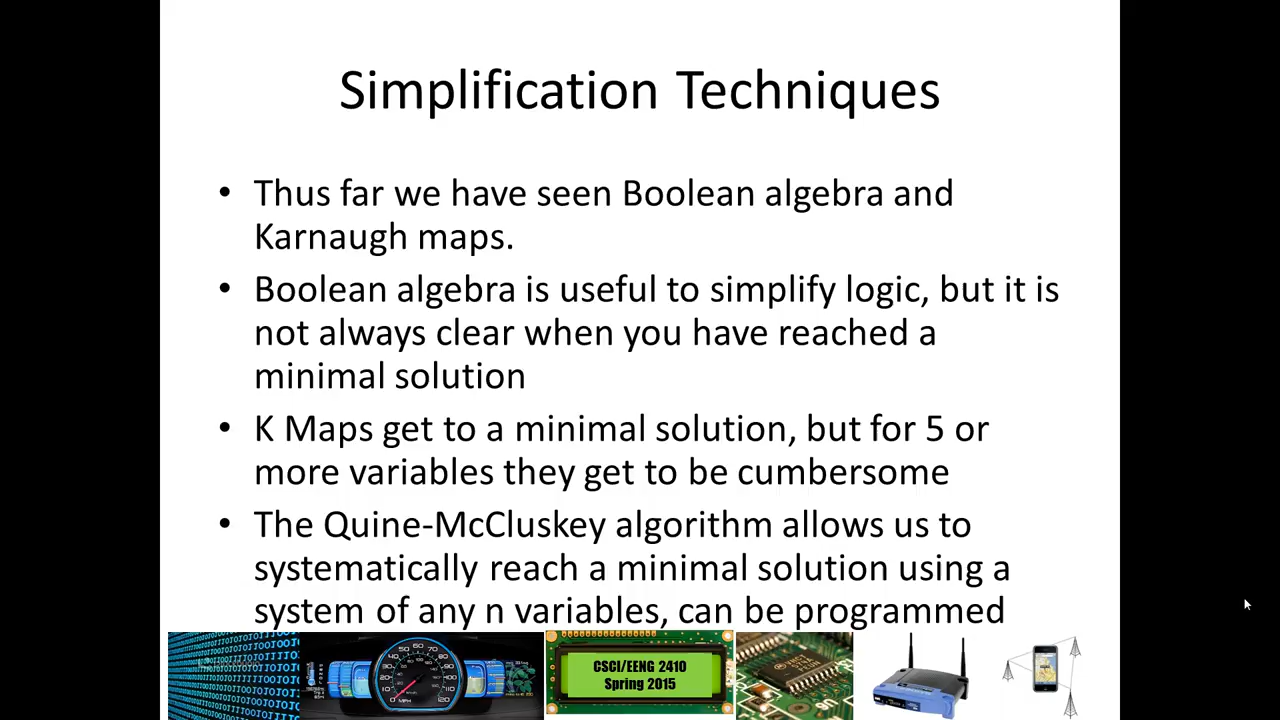 Simplification Techniques
• Thus far we have seen Boolean algebra and
Karnaugh maps.
• Boolean algebra is useful to simplify logic, but it is
not always clear when you have reached a
minimal solution
• K Maps get to a minimal solution, but for 5 or
more variables they get to be cumbersome
• The Quine-McCluskey algorithm allows us to
systematically reach a minimal solution using a
system of any n variables, can be programmed
CSCI/EENG 2410
Spring 2015